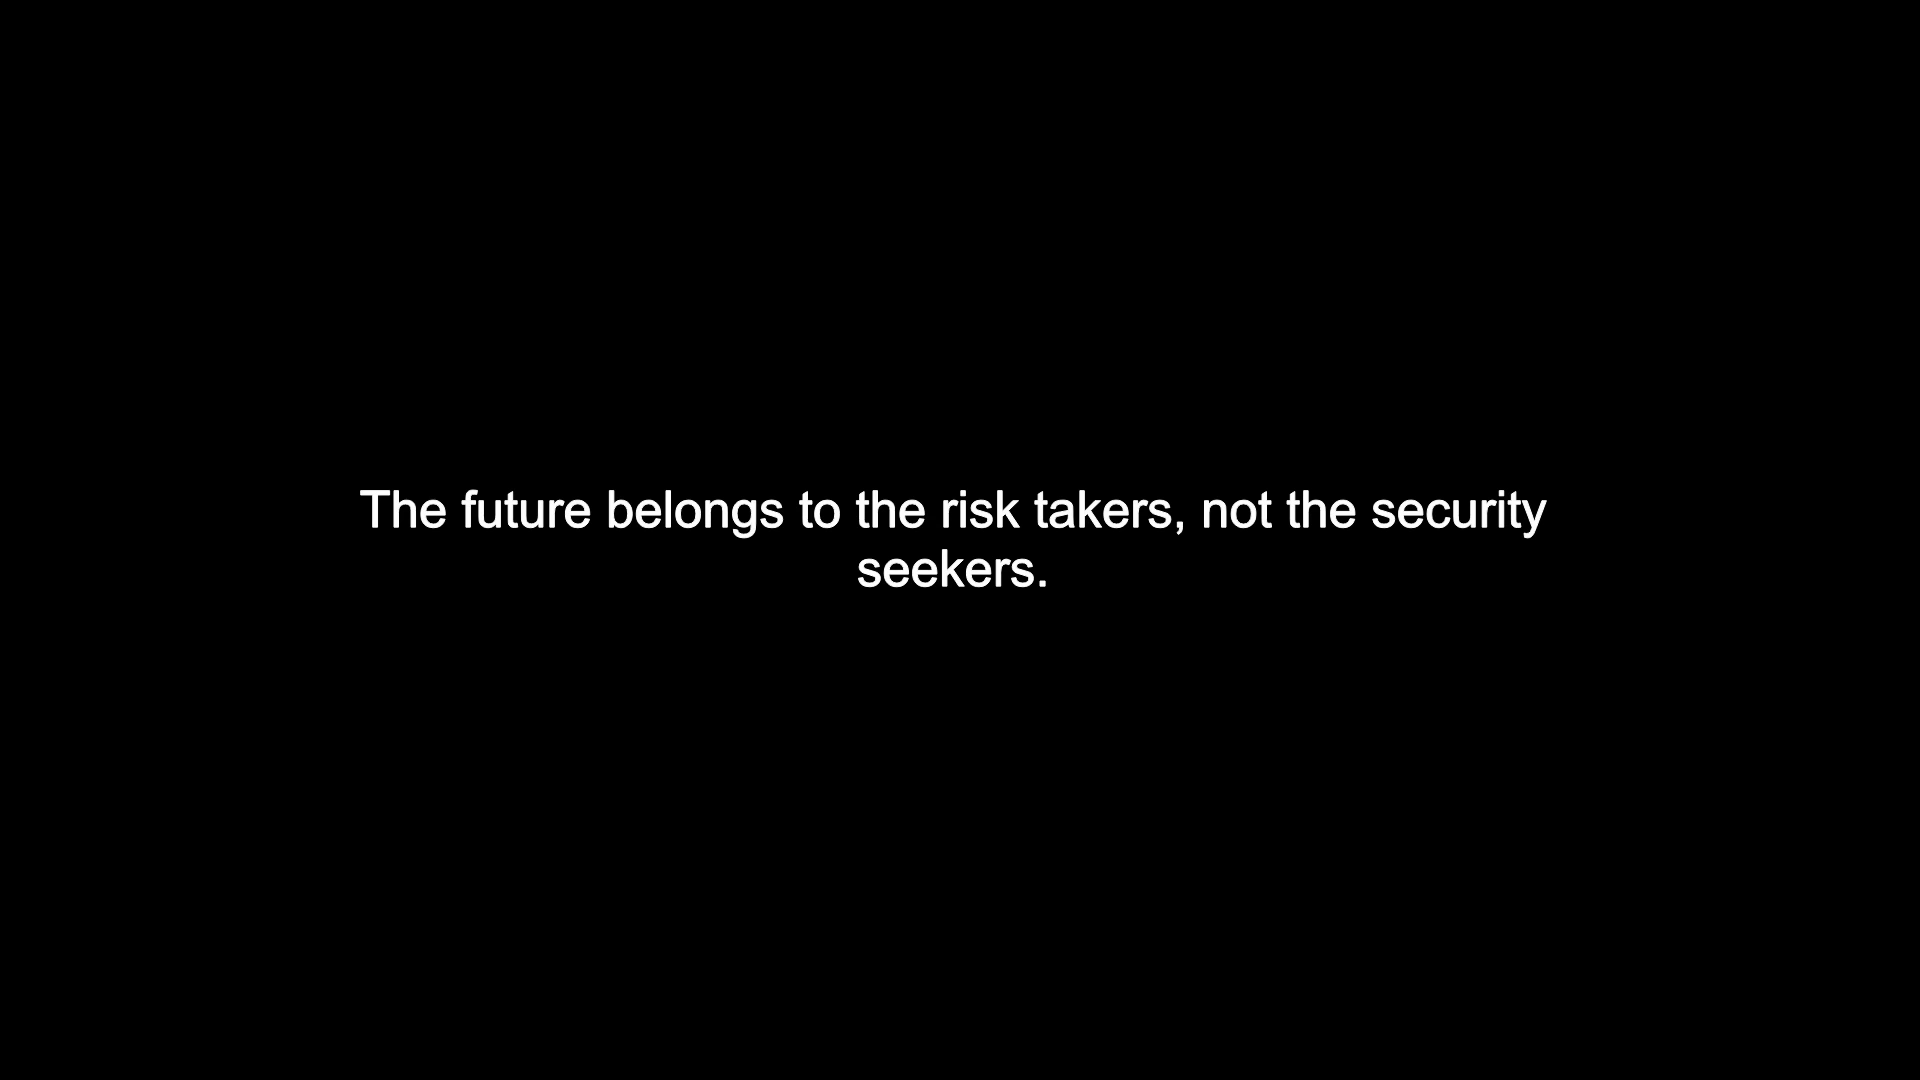 The future belongs to the risk takers, not the security
seekers.